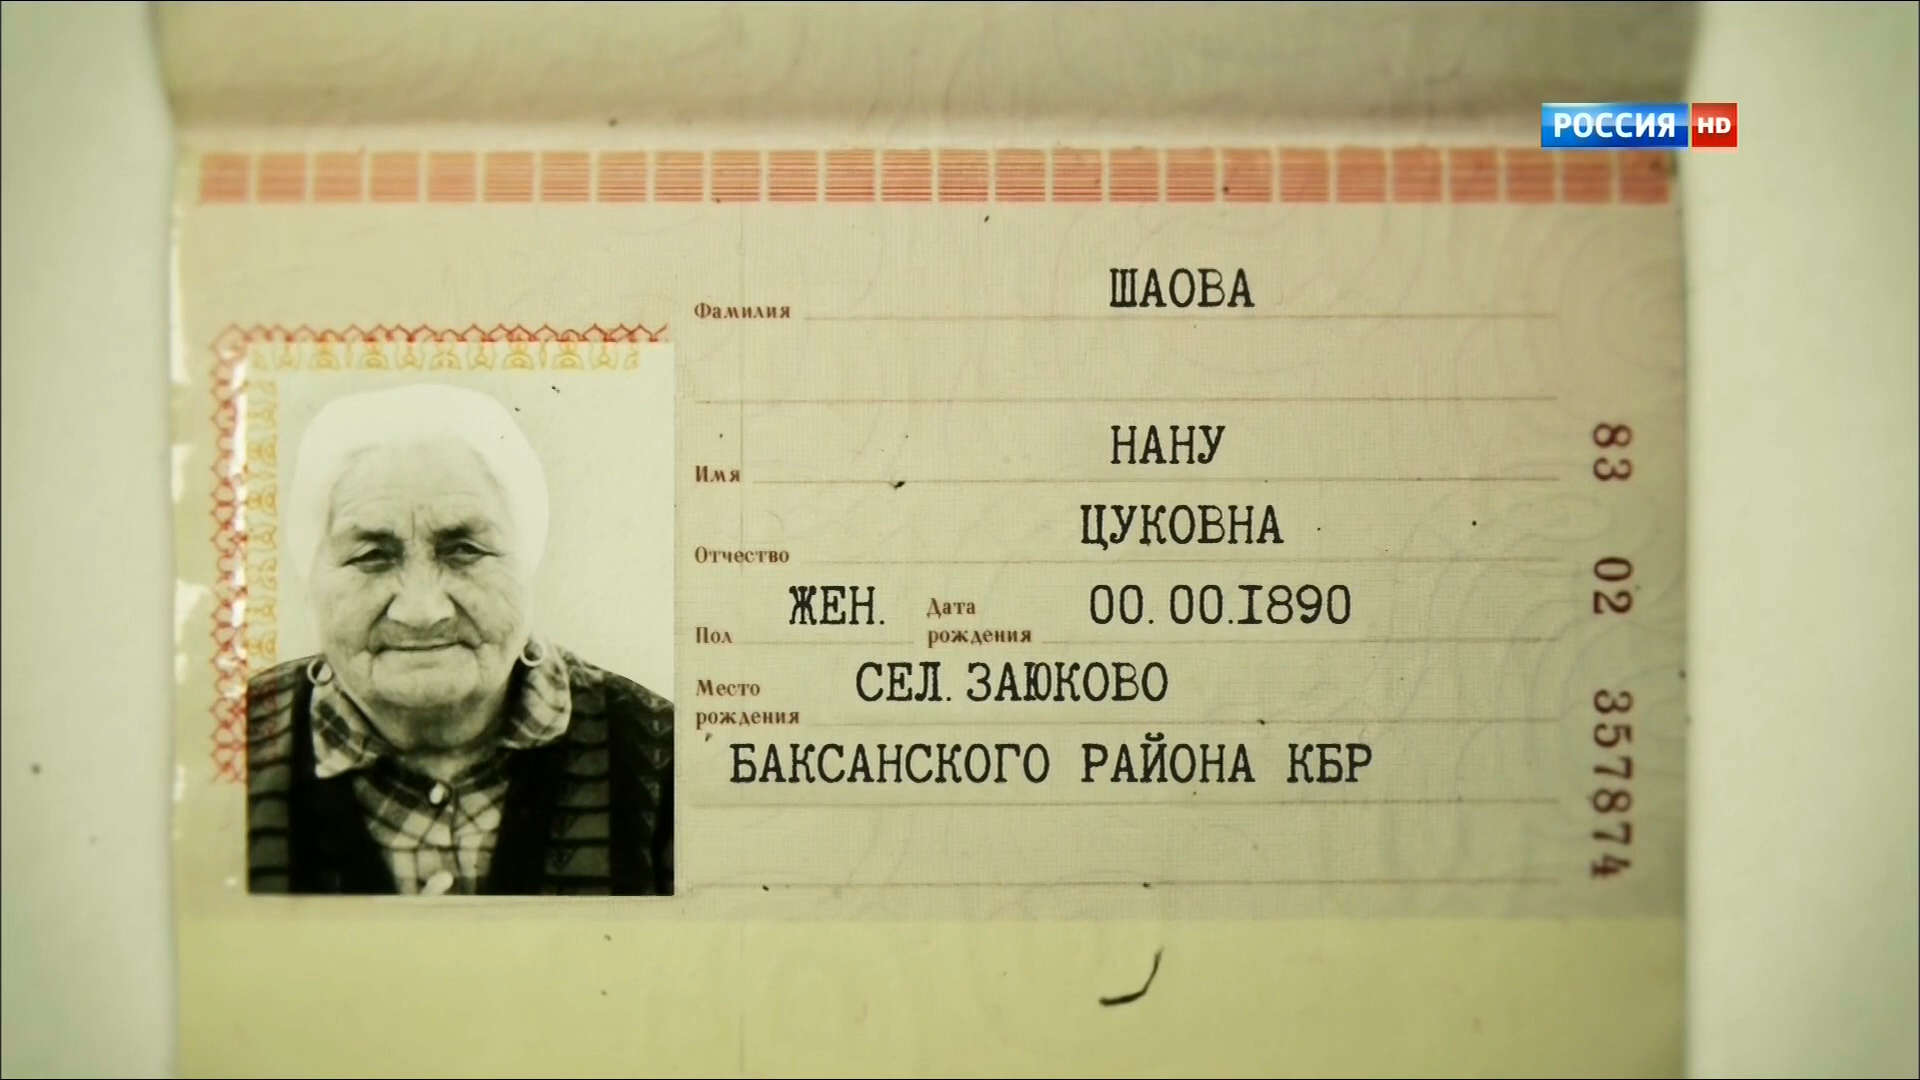 РОССИЯ HD
Фамилия ШАОВА
Имя НАНУ
Отчество ЦУКОВНА
Пол ЖЕН. Дата рождения 00.00.I890
Место рождения СЕЛ. ЗАЮКОВО
БАКСАНСКОГО РАЙОНА КБР
83 02 357874